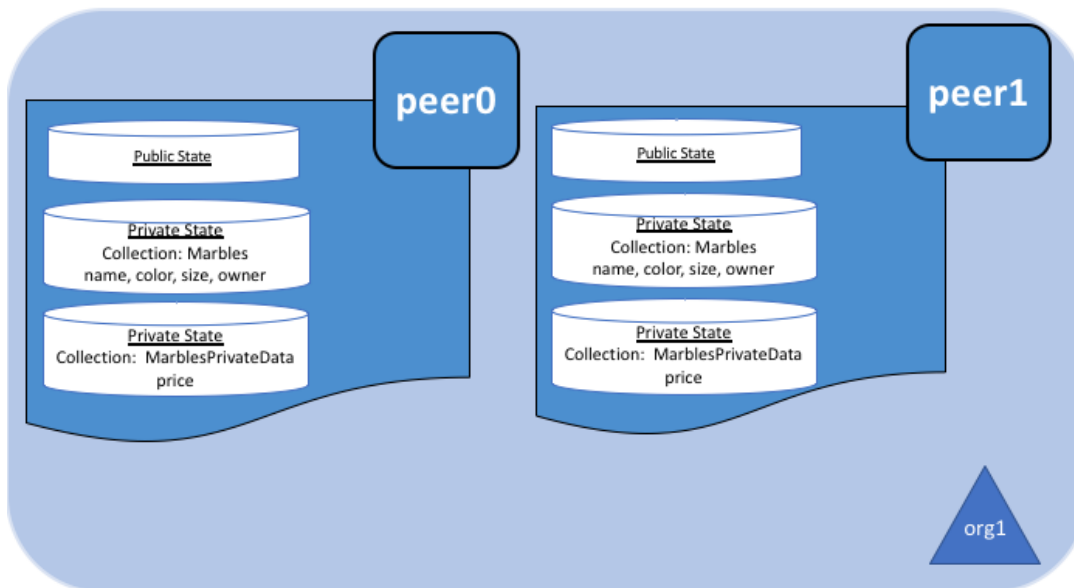 peer0
Public State
Private State
Collection: Marbles
name, color, size, owner
Private State
Collection: MarblesPrivateData
price
peer1
Public State
Private State
Collection: Marbles
name, color, size, owner
Private State
Collection: MarblesPrivateData
price
org1